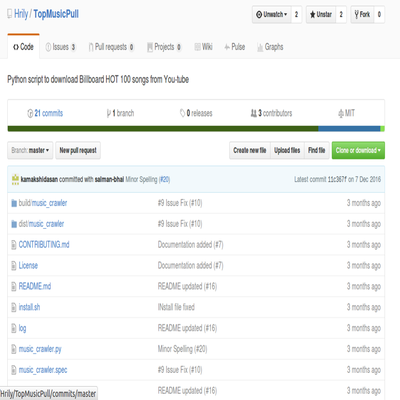 Hrily / TopMusicPull
Unwatch 2 Unstar 2 Fork 0
Code Issues 3 Pull requests 0 Projects 0 Wiki Pulse Graphs
Python script to download Billboard HOT 100 songs from You-tube
21 commits 1 branch 0 releases 3 contributors MIT
Branch: master New pull request Create new file Upload files Find file Clone or download
kamakshidasan committed with salman-bhai Minor Spelling (#20) Latest commit 11c367f on 7 Dec 2016
build/music_crawler #9 Issue Fix (#10) 3 months ago
dist/music_crawler #9 Issue Fix (#10) 3 months ago
CONTRIBUTING.md Documentation added (#7) 3 months ago
License Documentation added (#7) 3 months ago
README.md README updated (#16) 3 months ago
install.sh INstall file fixed 3 months ago
log README updated (#16) 3 months ago
music_crawler.py Minor Spelling (#20) 3 months ago
music_crawler.spec #9 Issue Fix (#10) 3 months ago
README updated (#16) 3 months ago
Hrily/TopMusicPull/commits/master